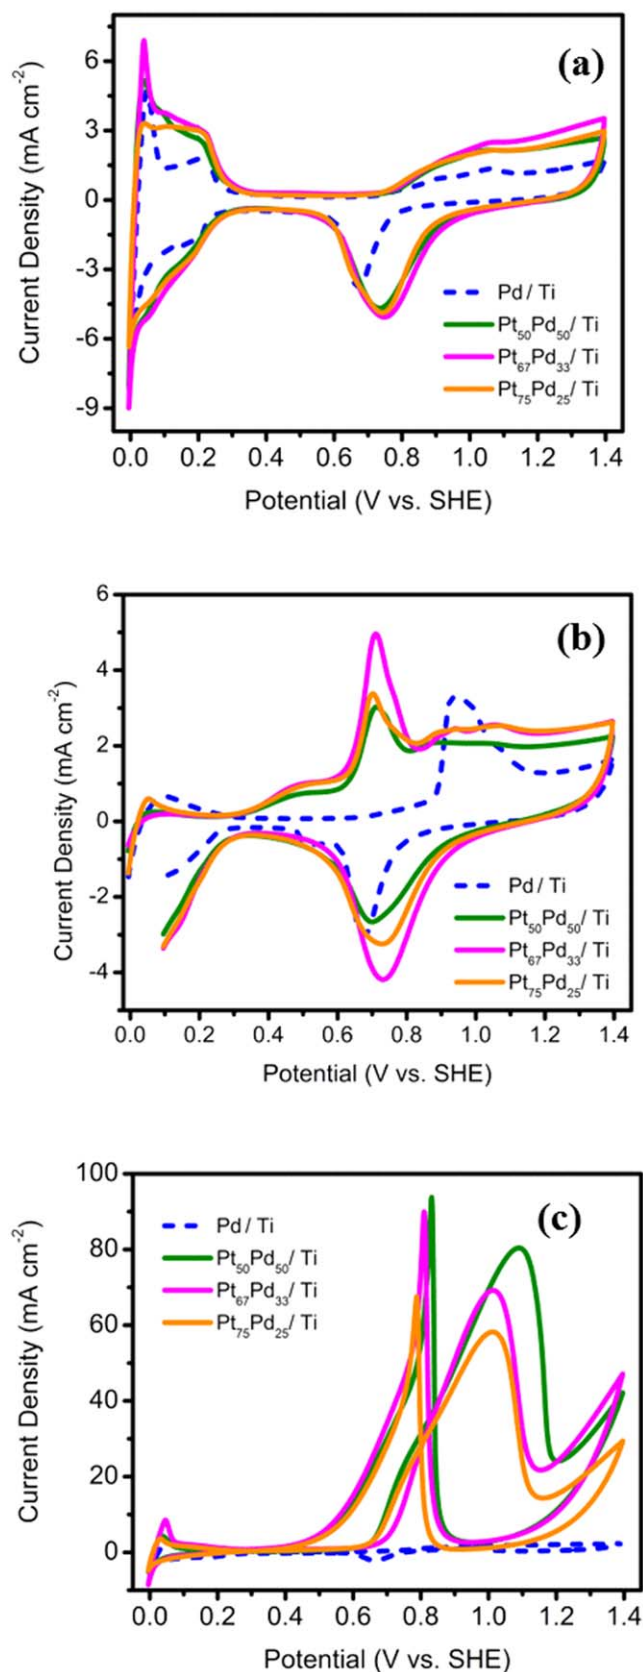 (a)
6
3
0
-3
-6
-9
Current Density (mA cm-2)
Pd / Ti
Pt50Pd50/ Ti
Pt67Pd33/ Ti
Pt75Pd25/ Ti
0.0 0.2 0.4 0.6 0.8 1.0 1.2 1.4
Potential (V vs. SHE)
(b)
6
4
2
0
-2
-4
Current Density (mA cm-2)
Pd / Ti
Pt50Pd50/ Ti
Pt67Pd33/ Ti
Pt75Pd25/ Ti
0.0 0.2 0.4 0.6 0.8 1.0 1.2 1.4
Potential (V vs. SHE)
(c)
100
80
60
40
20
0
Current Density (mA cm-2)
Pd / Ti
Pt50Pd50/ Ti
Pt67Pd33/ Ti
Pt75Pd25/ Ti
0.0 0.2 0.4 0.6 0.8 1.0 1.2 1.4
Potential (V vs. SHE)